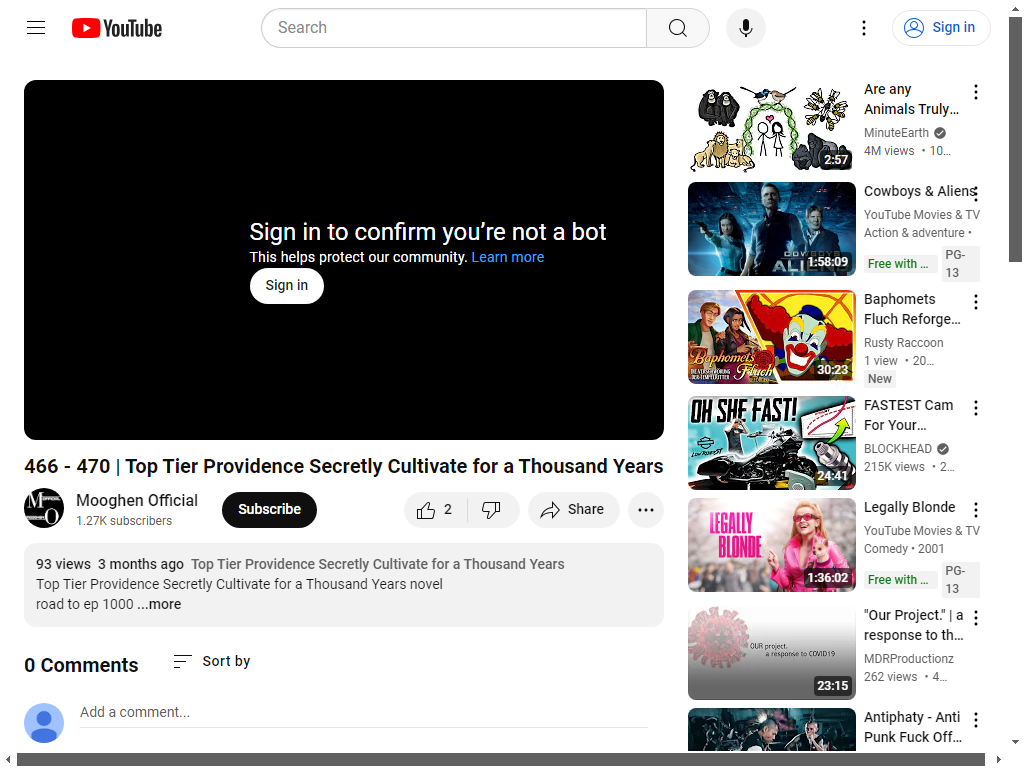 YouTube
Search
Sign in
Sign in to confirm you're not a bot
This helps protect our community. Learn more
Sign in
466 - 470 | Top Tier Providence Secretly Cultivate for a Thousand Years
Mooghen Official
1.27K subscribers
Subscribe
2
Share
93 views 3 months ago Top Tier Providence Secretly Cultivate for a Thousand Years
Top Tier Providence Secretly Cultivate for a Thousand Years novel
road to ep 1000 ...more
0 Comments
Sort by
Add a comment...
2:57
Are any
Animals Truly…
MinuteEarth
4M views • 10…
COWBOYS
ALIENS
1:58:09
Cowboys & Aliens
YouTube Movies & TV
Action & adventure •
Free with ...
PG-
13
Baphomets
Fluch
30:23
Baphomets
Fluch Reforge…
Rusty Raccoon
1 view • 20…
New
OH SHE FAST!
24:41
FASTEST Cam
For Your…
BLOCKHEAD
215K views • 2…
LEGALLY
BLONDE
1:36:02
Legally Blonde
YouTube Movies & TV
Comedy • 2001
Free with ...
PG-
13
OUR project.
a response to COVID19
23:15
"Our Project." | a
response to th…
MDRProductionz
262 views • 4…
Antiphaty - Anti
Punk Fuck Off…